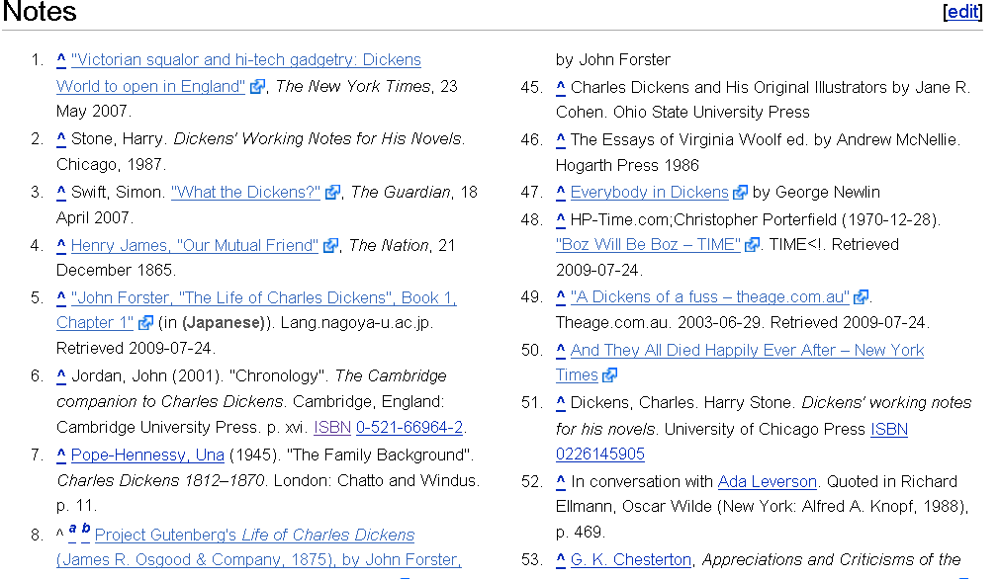 Notes
[edit]
1. ^ "Victorian squalor and hi-tech gadgetry: Dickens
World to open in England", The New York Times, 23
May 2007.
2. ^ Stone, Harry. Dickens' Working Notes for His Novels.
Chicago, 1987.
3. ^ Swift, Simon. "What the Dickens?", The Guardian, 18
April 2007.
4. ^ Henry James, "Our Mutual Friend", The Nation, 21
December 1865.
5. ^ "John Forster, "The Life of Charles Dickens", Book 1,
Chapter 1" (in (Japanese)). Lang.nagoya-u.ac.jp.
Retrieved 2009-07-24.
6. ^ Jordan, John (2001). "Chronology". The Cambridge
companion to Charles Dickens. Cambridge, England:
Cambridge University Press. p. xvi. ISBN 0-521-66964-2.
7. ^ Pope-Hennessy, Una (1945). "The Family Background".
Charles Dickens 1812–1870. London: Chatto and Windus.
p. 11.
8. ^ a b Project Gutenberg's Life of Charles Dickens
(James R. Osgood & Company, 1875), by John Forster,
by John Forster
45. ^ Charles Dickens and His Original Illustrators by Jane R.
Cohen. Ohio State University Press
46. ^ The Essays of Virginia Woolf ed. by Andrew McNellie.
Hogarth Press 1986
47. ^ Everybody in Dickens by George Newlin
48. ^ HP-Time.com;Christopher Porterfield (1970-12-28).
"Boz Will Be Boz – TIME". TIME<!. Retrieved
2009-07-24.
49. ^ "A Dickens of a fuss – theage.com.au".
Theage.com.au. 2003-06-29. Retrieved 2009-07-24.
50. ^ And They All Died Happily Ever After – New York
Times
51. ^ Dickens, Charles. Harry Stone. Dickens' working notes
for his novels. University of Chicago Press ISBN
0226145905
52. ^ In conversation with Ada Leverson. Quoted in Richard
Ellmann, Oscar Wilde (New York: Alfred A. Knopf, 1988),
p. 469.
53. ^ G. K. Chesterton, Appreciations and Criticisms of the